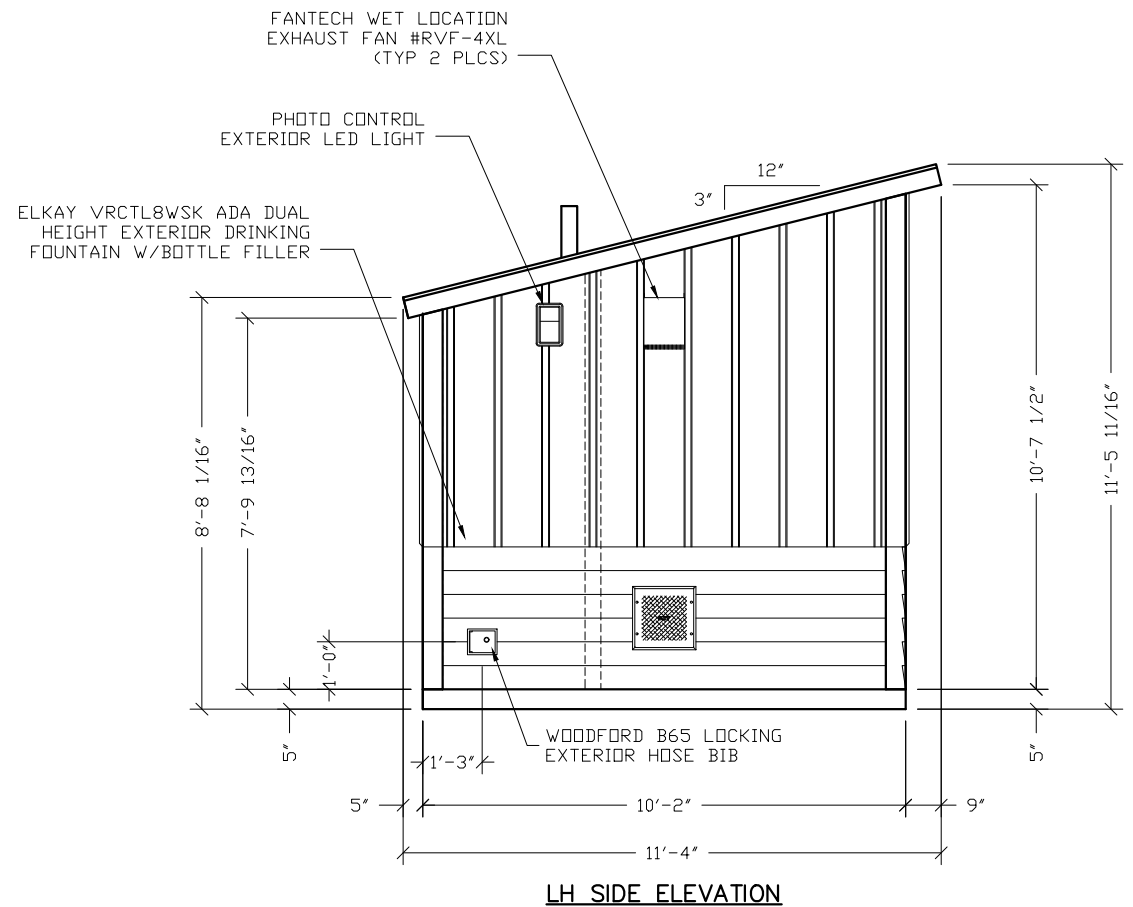 FANTECH WET LOCATION
EXHAUST FAN #RVF-4XL
(TYP 2 PLCS)
PHOTO CONTROL
EXTERIOR LED LIGHT
ELKAY VRCTL8WSK ADA DUAL
HEIGHT EXTERIOR DRINKING
FOUNTAIN W/BOTTLE FILLER
12"
3"
8'-8 1/16"
7'-9 13/16"
1'-0"
5"
10'-7 1/2"
11'-5 11/16"
5"
WOODFORD B65 LOCKING
EXTERIOR HOSE BIB
1'-3"
5"
10'-2"
9"
11'-4"
LH SIDE ELEVATION